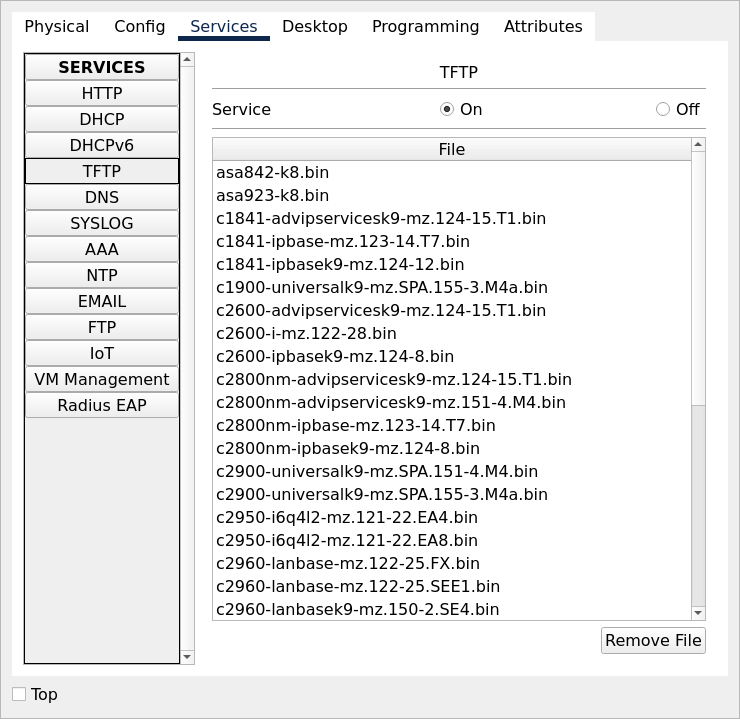 Physical Config Services Desktop Programming Attributes
SERVICES
HTTP
DHCP
DHCPv6
TFTP
DNS
SYSLOG
AAA
NTP
EMAIL
FTP
IoT
VM Management
Radius EAP
TFTP
Service On Off
File
asa842-k8.bin
asa923-k8.bin
c1841-advipservicesk9-mz.124-15.T1.bin
c1841-ipbase-mz.123-14.T7.bin
c1841-ipbasek9-mz.124-12.bin
c1900-universalk9-mz.SPA.155-3.M4a.bin
c2600-advipservicesk9-mz.124-15.T1.bin
c2600-i-mz.122-28.bin
c2600-ipbasek9-mz.124-8.bin
c2800nm-advipservicesk9-mz.124-15.T1.bin
c2800nm-advipservicesk9-mz.151-4.M4.bin
c2800nm-ipbase-mz.123-14.T7.bin
c2800nm-ipbasek9-mz.124-8.bin
c2900-universalk9-mz.SPA.151-4.M4.bin
c2900-universalk9-mz.SPA.155-3.M4a.bin
c2950-i6q4l2-mz.121-22.EA4.bin
c2950-i6q4l2-mz.121-22.EA8.bin
c2960-lanbase-mz.122-25.FX.bin
c2960-lanbase-mz.122-25.SEE1.bin
c2960-lanbasek9-mz.150-2.SE4.bin
Remove File
Top